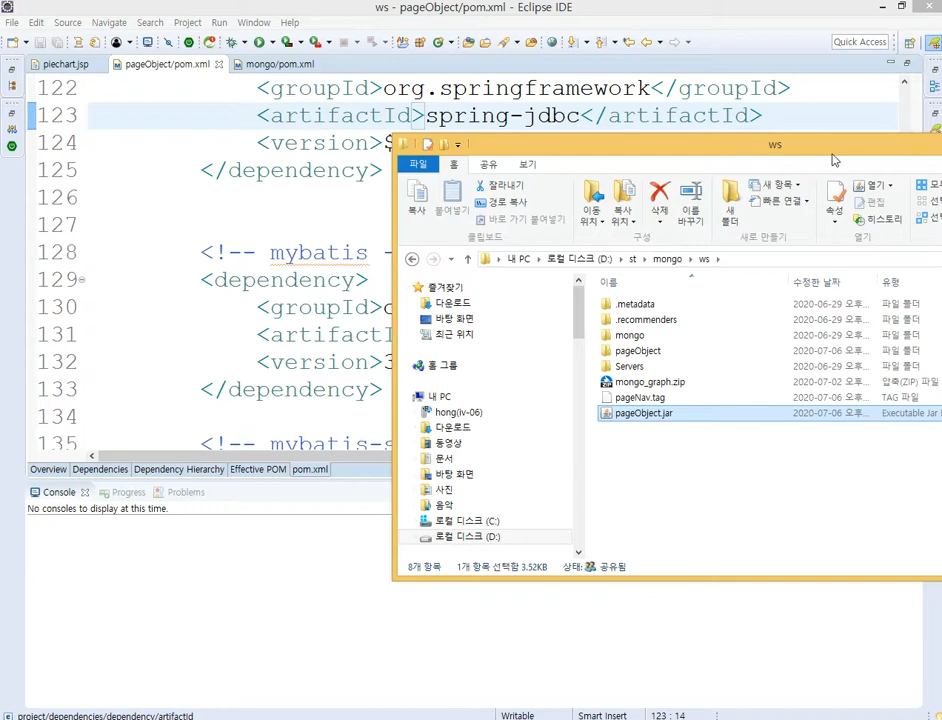 ws - pageObject/pom.xml - Eclipse IDE
File Edit Source Navigate Search Project Run Window Help
Quick Access
piechart.jsp pageObject/pom.xml mongo/pom.xml
122 <groupId>org.springframework</groupId>
123 <artifactId>spring-jdbc</artifactId>
124 <version>$
125 </dependency>
126
127
128 <!-- mybatis -
129 <dependency>
130 <groupId>
131 <artifactI
132 <version>3
133 </dependency>
134
135 <!-- mybatis-s
Overview Dependencies Dependency Hierarchy Effective POM pom.xml
Console Progress Problems
No consoles to display at this time.
project/dependencies/dependency/artifactId Writable Smart Insert 123 : 14
ws
파일 홈 공유 보기
복사 붙여넣기 잘라내기
경로 복사
바로 가기 붙여넣기
이동 위치 복사 위치 삭제 이름 바꾸기
새 폴더 새 항목
빠른 연결
속성 열기
편집
히스토리
클립보드 구성 새로 만들기 열기
내 PC 로컬 디스크 (D:) st mongo ws
이름 수정한 날짜 유형
.metadata 2020-06-29 오후... 파일 폴더
.recommenders 2020-06-29 오후... 파일 폴더
mongo 2020-06-29 오후... 파일 폴더
pageObject 2020-07-06 오후... 파일 폴더
Servers 2020-06-29 오후... 파일 폴더
mongo_graph.zip 2020-07-02 오후... 압축(ZIP) 파일
pageNav.tag 2020-07-06 오후... TAG 파일
pageObject.jar 2020-07-06 오후... Executable Jar
즐겨찾기
다운로드
바탕 화면
최근 위치
홈 그룹
내 PC
hong(iv-06)
다운로드
동영상
문서
바탕 화면
사진
음악
로컬 디스크 (C:)
로컬 디스크 (D:)
8개 항목 1개 항목 선택함 3.52KB 상태: 공유됨